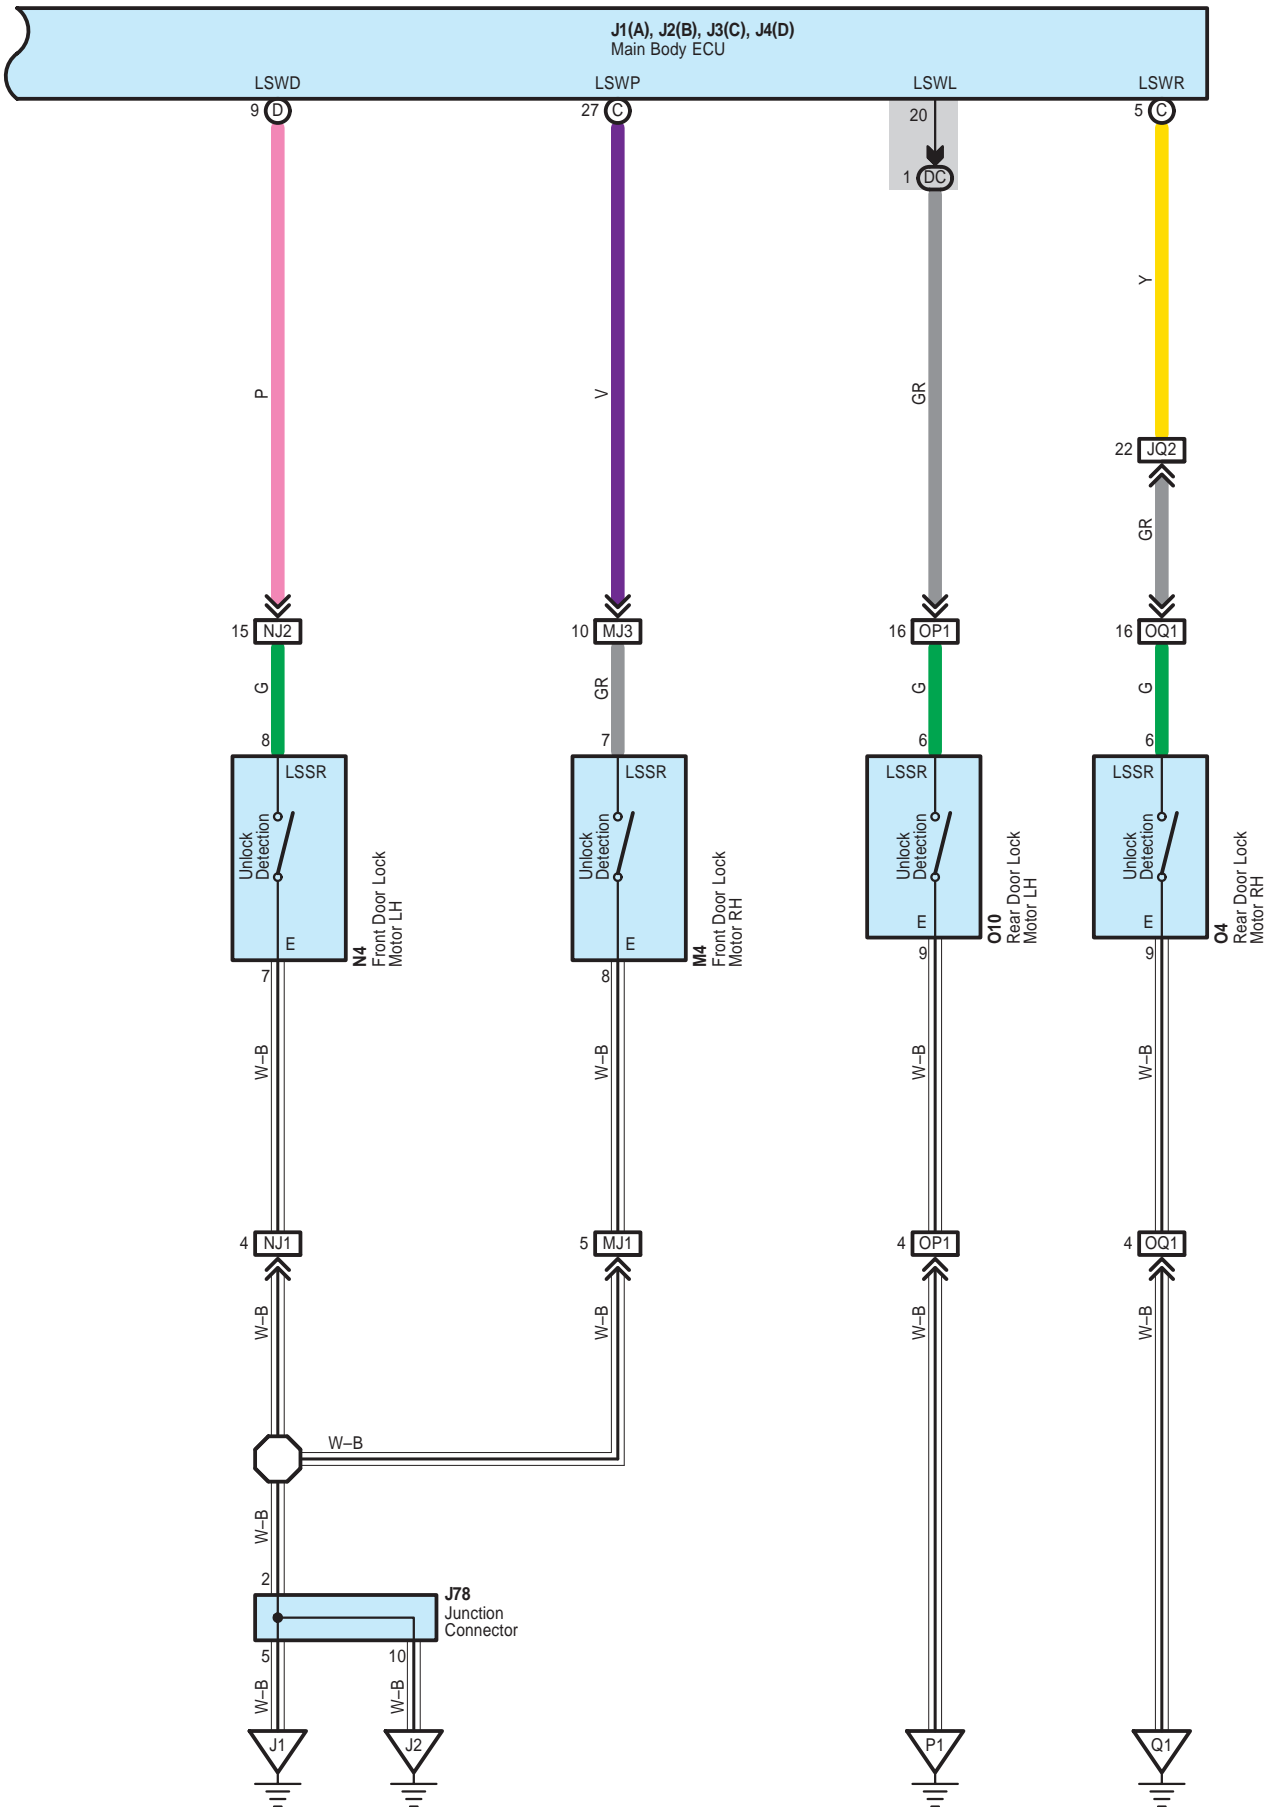 J1(A), J2(B), J3(C), J4(D)
Main Body ECU
LSWD
LSWP
LSWL
LSWR
9 D
27 C
20
5 C
1 DC
P
V
GR
Y
22 JQ2
GR
15 NJ2
10 MJ3
16 OP1
16 OQ1
G
GR
G
G
8
7
6
6
LSSR
LSSR
LSSR
LSSR
Unlock
Detection
Unlock
Detection
Unlock
Detection
Unlock
Detection
E
E
E
E
N4
Front Door Lock
Motor LH
M4
Front Door Lock
Motor RH
O10
Rear Door Lock
Motor LH
O4
Rear Door Lock
Motor RH
7
8
9
9
W–B
W–B
W–B
W–B
4 NJ1
5 MJ1
4 OP1
4 OQ1
W–B
W–B
W–B
W–B
W–B
W–B
2
J78
Junction
Connector
5
10
W–B
W–B
J1
J2
P1
Q1